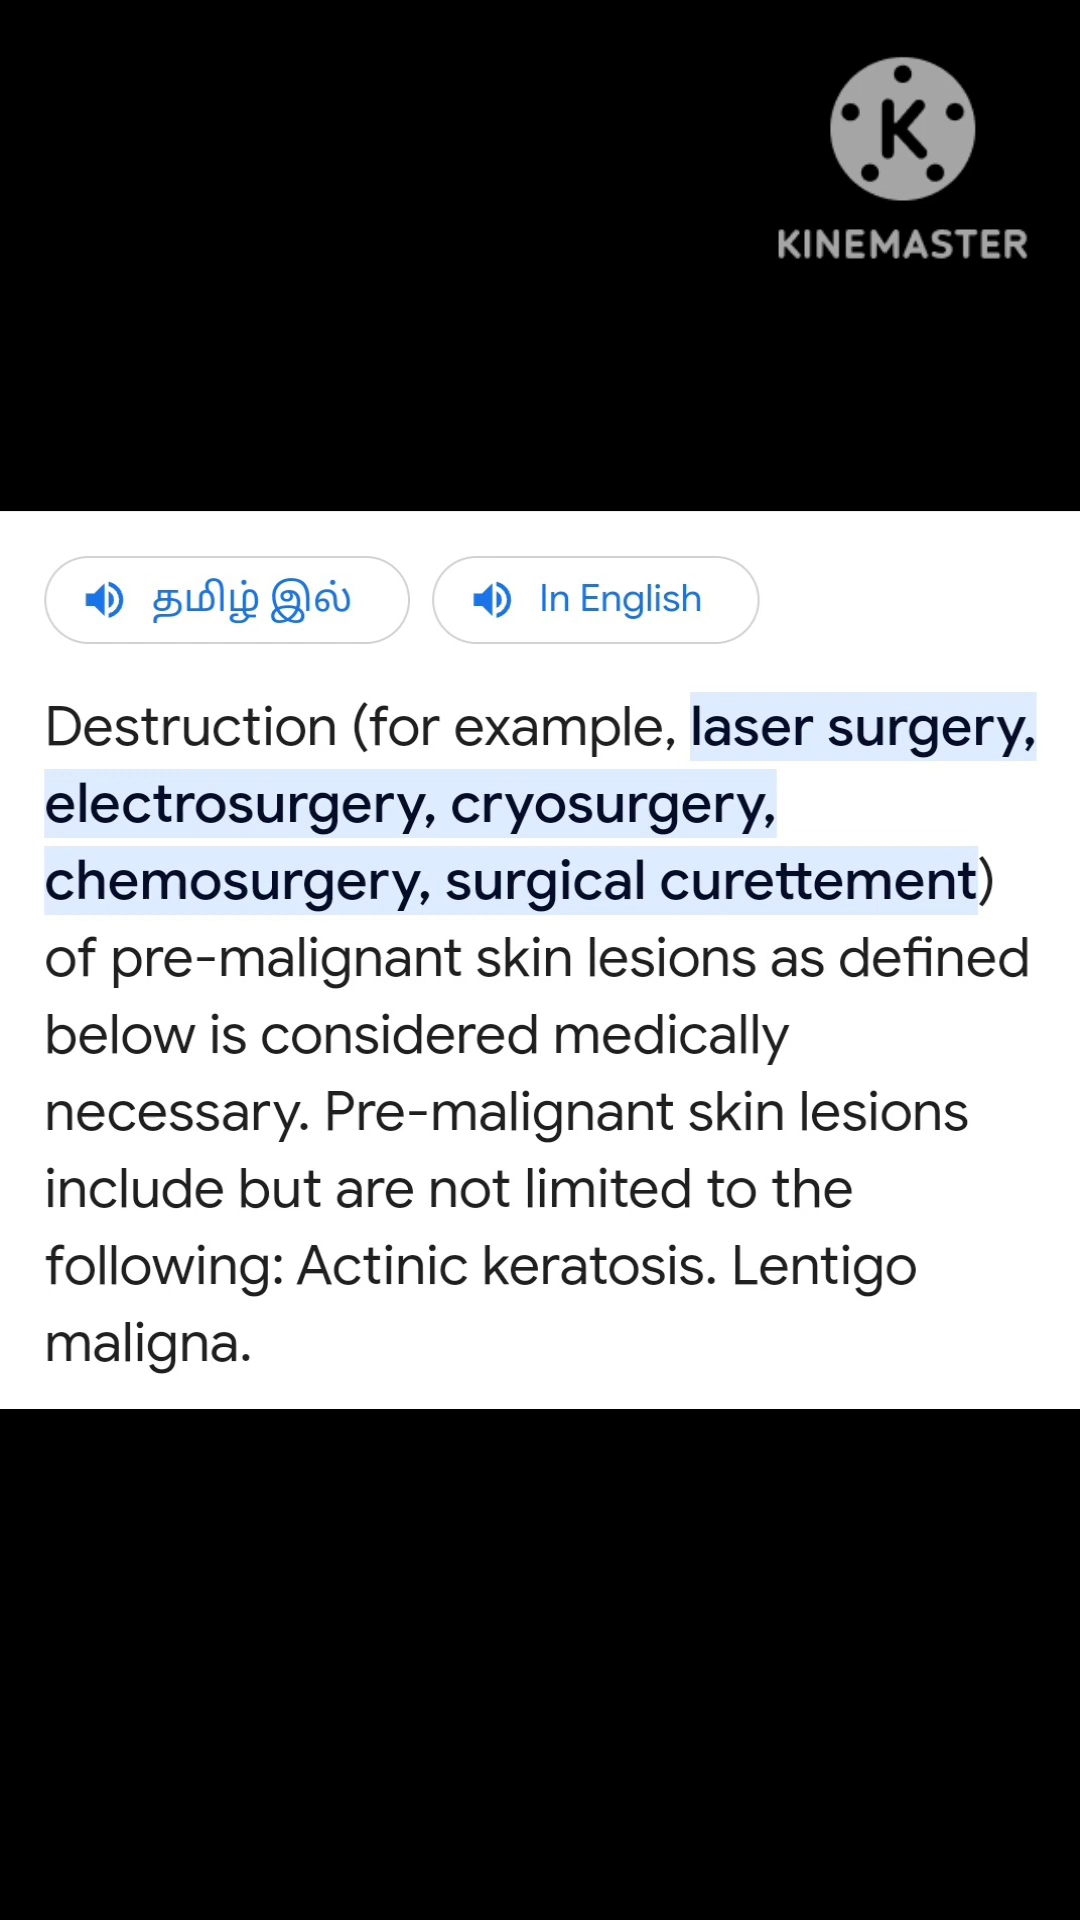 K
KINEMASTER
தமிழ் இல்
In English
Destruction (for example, laser surgery,
electrosurgery, cryosurgery,
chemosurgery, surgical curettement)
of pre-malignant skin lesions as defined
below is considered medically
necessary. Pre-malignant skin lesions
include but are not limited to the
following: Actinic keratosis. Lentigo
maligna.